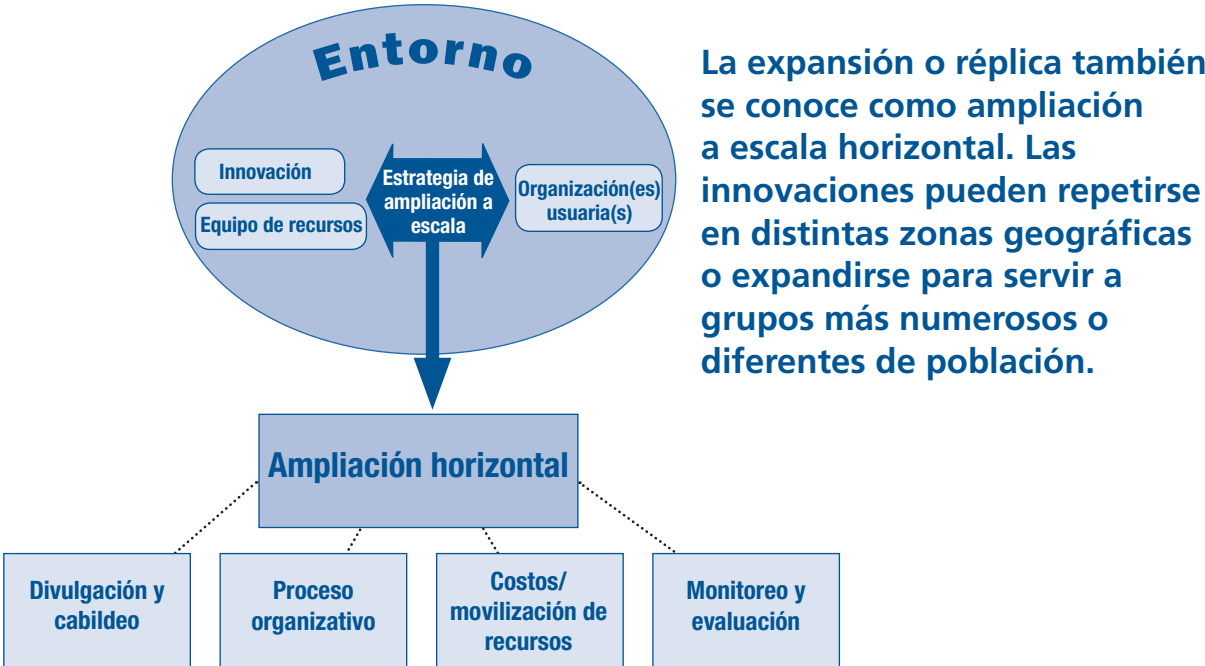 Entorno
Innovación
Equipo de recursos
Estrategia de
ampliación a
escala
Organización(es)
usuaria(s)
La expansión o réplica también
se conoce como ampliación
a escala horizontal. Las
innovaciones pueden repetirse
en distintas zonas geográficas
o expandirse para servir a
grupos más numerosos o
diferentes de población.
Ampliación horizontal
Divulgación y
cabildeo
Proceso
organizativo
Costos/
movilización de
recursos
Monitoreo y
evaluación